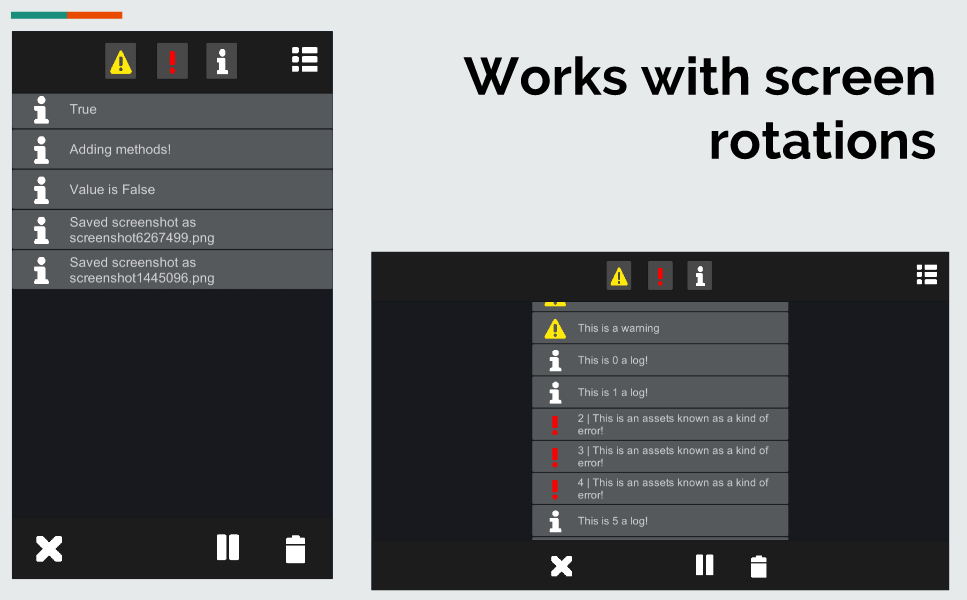 Works with screen
rotations
True
Adding methods!
Value is False
Saved screenshot as
screenshot6267499.png
Saved screenshot as
screenshot1445096.png
This is a warning
This is 0 a log!
This is 1 a log!
2 | This is an assets known as a kind of
error!
3 | This is an assets known as a kind of
error!
4 | This is an assets known as a kind of
error!
This is 5 a log!